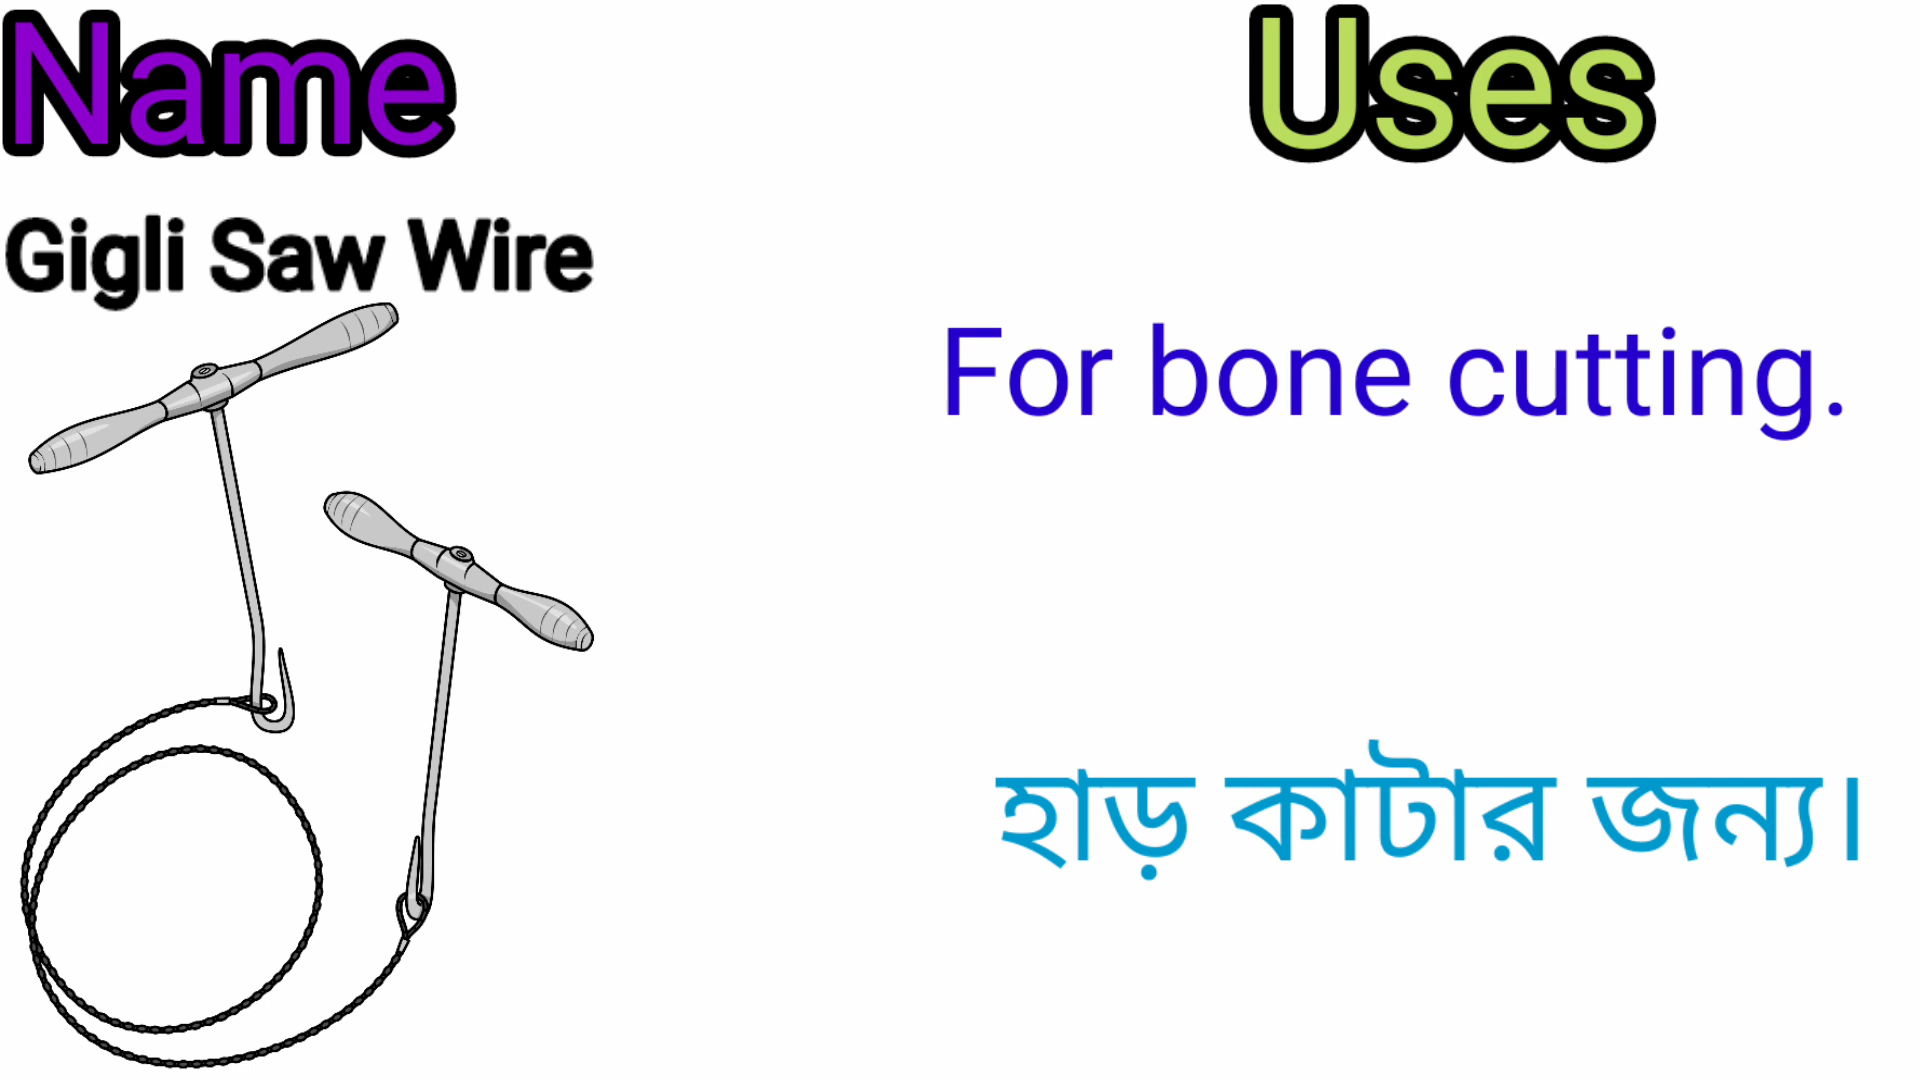 Name
Uses
Gigli Saw Wire
For bone cutting.
হাড় কাটার জন্য।